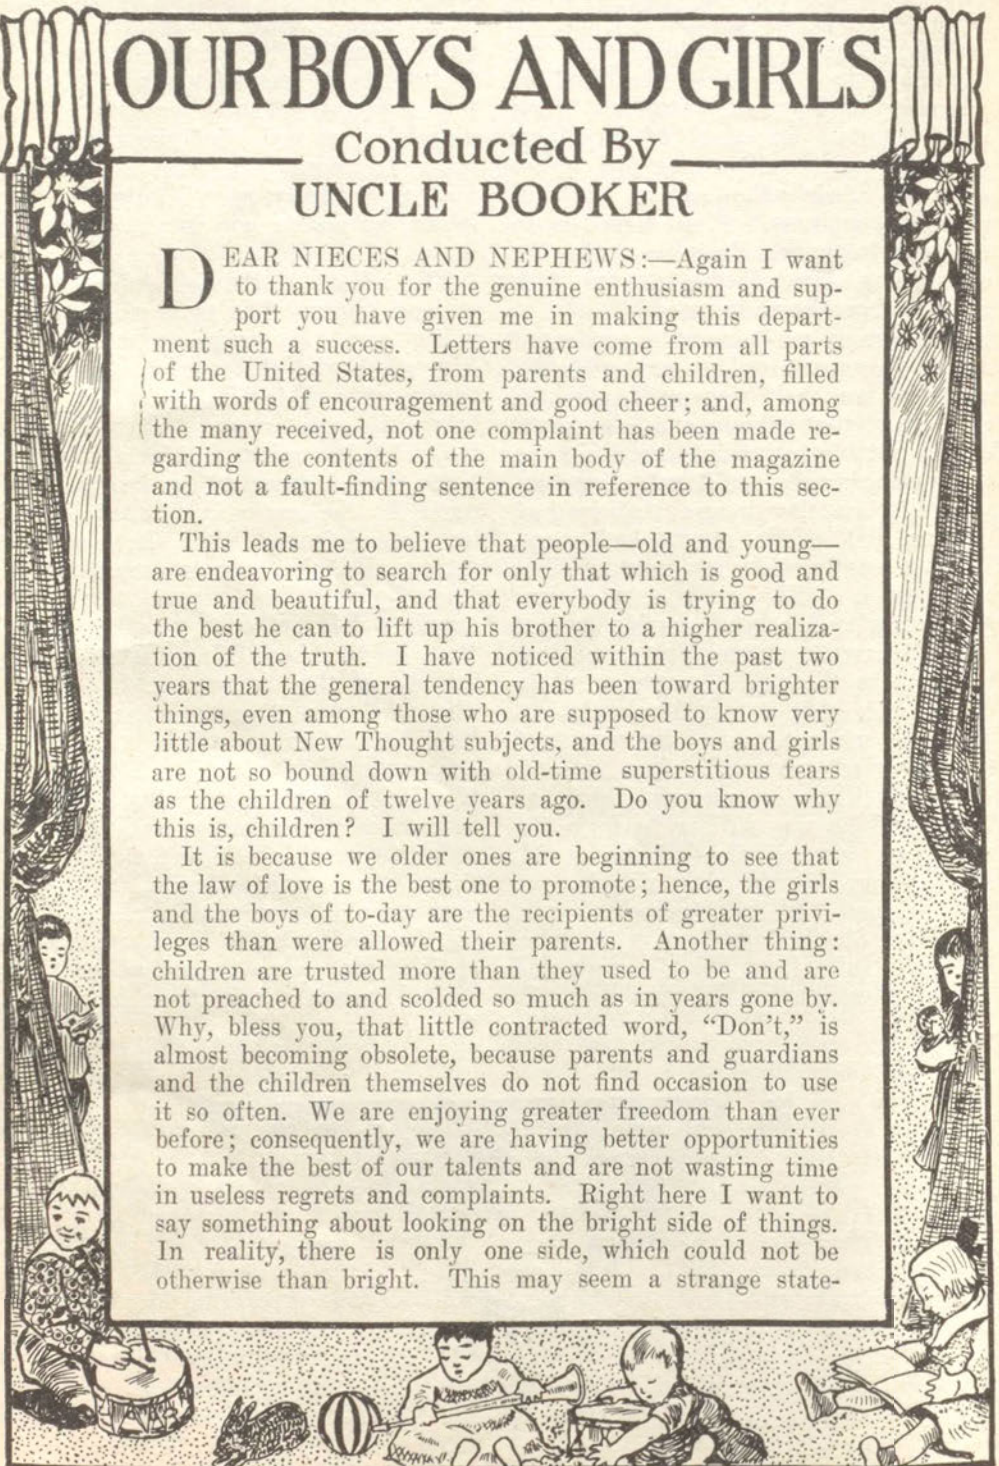 OUR BOYS AND GIRLS
Conducted By
UNCLE BOOKER
DEAR NIECES AND NEPHEWS:—Again I want
to thank you for the genuine enthusiasm and sup-
port you have given me in making this depart-
ment such a success. Letters have come from all parts
of the United States, from parents and children, filled
with words of encouragement and good cheer; and, among
the many received, not one complaint has been made re-
garding the contents of the main body of the magazine
and not a fault-finding sentence in reference to this sec-
tion.
This leads me to believe that people—old and young—
are endeavoring to search for only that which is good and
true and beautiful, and that everybody is trying to do
the best he can to lift up his brother to a higher realiza-
tion of the truth. I have noticed within the past two
years that the general tendency has been toward brighter
things, even among those who are supposed to know very
little about New Thought subjects, and the boys and girls
are not so bound down with old-time superstitious fears
as the children of twelve years ago. Do you know why
this is, children? I will tell you.
It is because we older ones are beginning to see that
the law of love is the best one to promote; hence, the girls
and the boys of to-day are the recipients of greater privi-
leges than were allowed their parents. Another thing:
children are trusted more than they used to be and are
not preached to and scolded so much as in years gone by.
Why, bless you, that little contracted word, "Don't," is
almost becoming obsolete, because parents and guardians
and the children themselves do not find occasion to use
it so often. We are enjoying greater freedom than ever
before; consequently, we are having better opportunities
to make the best of our talents and are not wasting time
in useless regrets and complaints. Right here I want to
say something about looking on the bright side of things.
In reality, there is only one side, which could not be
otherwise than bright. This may seem a strange state-